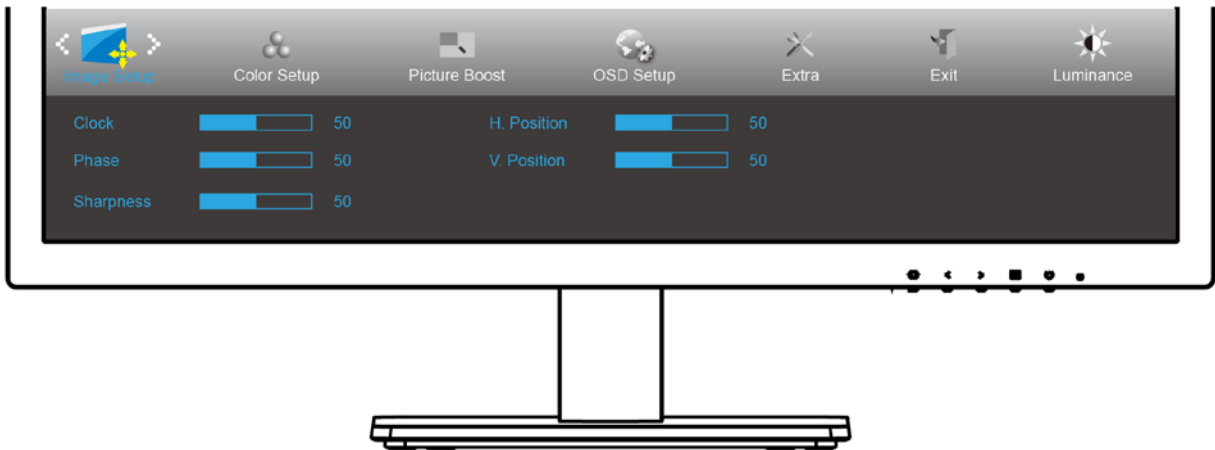 Image Setup Color Setup Picture Boost OSD Setup Extra Exit Luminance
Clock 50 H. Position 50
Phase 50 V. Position 50
Sharpness 50